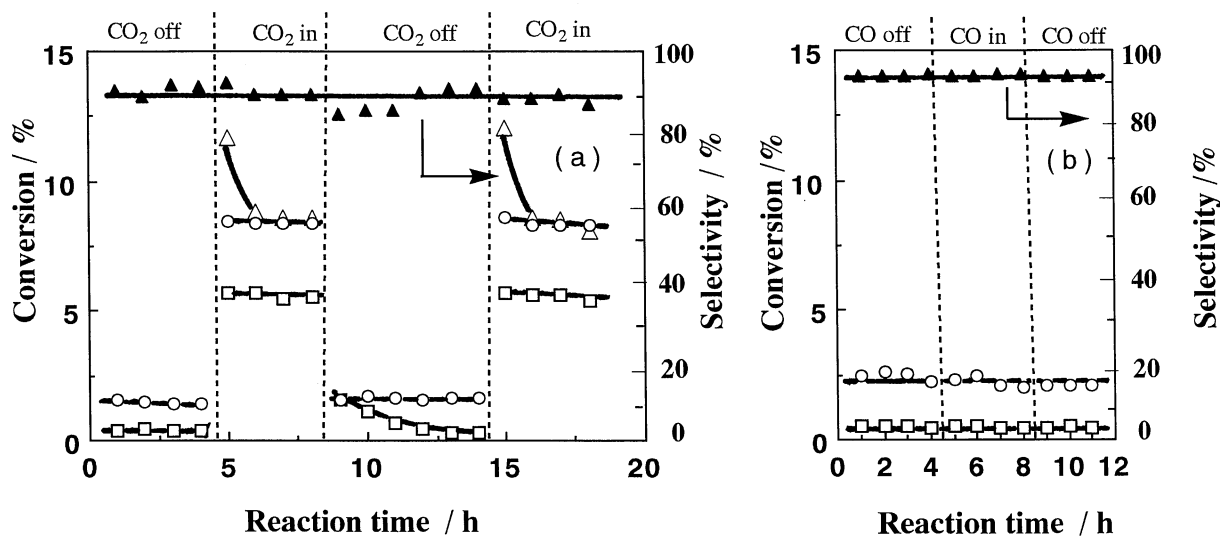 CO2 off CO2 in CO2 off CO2 in
15
10
5
0
Conversion / %
100
80
60
40
20
0
Selectivity / %
(a)
0 5 10 15 20
Reaction time / h
CO off CO in CO off
15
10
5
0
Conversion / %
100
80
60
40
20
0
Selectivity / %
(b)
0 2 4 6 8 10 12
Reaction time / h